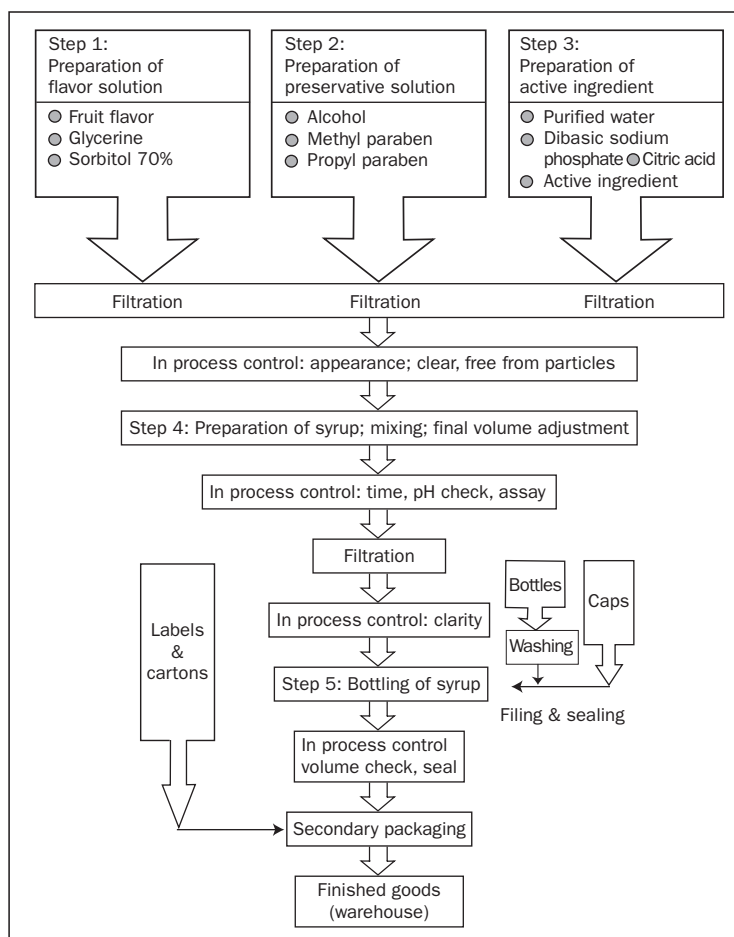 Step 1:
Preparation of
flavor solution
Fruit flavor
Glycerine
Sorbitol 70%
Step 2:
Preparation of
preservative solution
Alcohol
Methyl paraben
Propyl paraben
Step 3:
Preparation of
active ingredient
Purified water
Dibasic sodium
phosphate Citric acid
Active ingredient
Filtration Filtration Filtration
In process control: appearance; clear, free from particles
Step 4: Preparation of syrup; mixing; final volume adjustment
In process control: time, pH check, assay
Filtration
Labels
&
cartons
Bottles
Caps
Washing
In process control: clarity
Step 5: Bottling of syrup
Filing & sealing
In process control
volume check, seal
Secondary packaging
Finished goods
(warehouse)